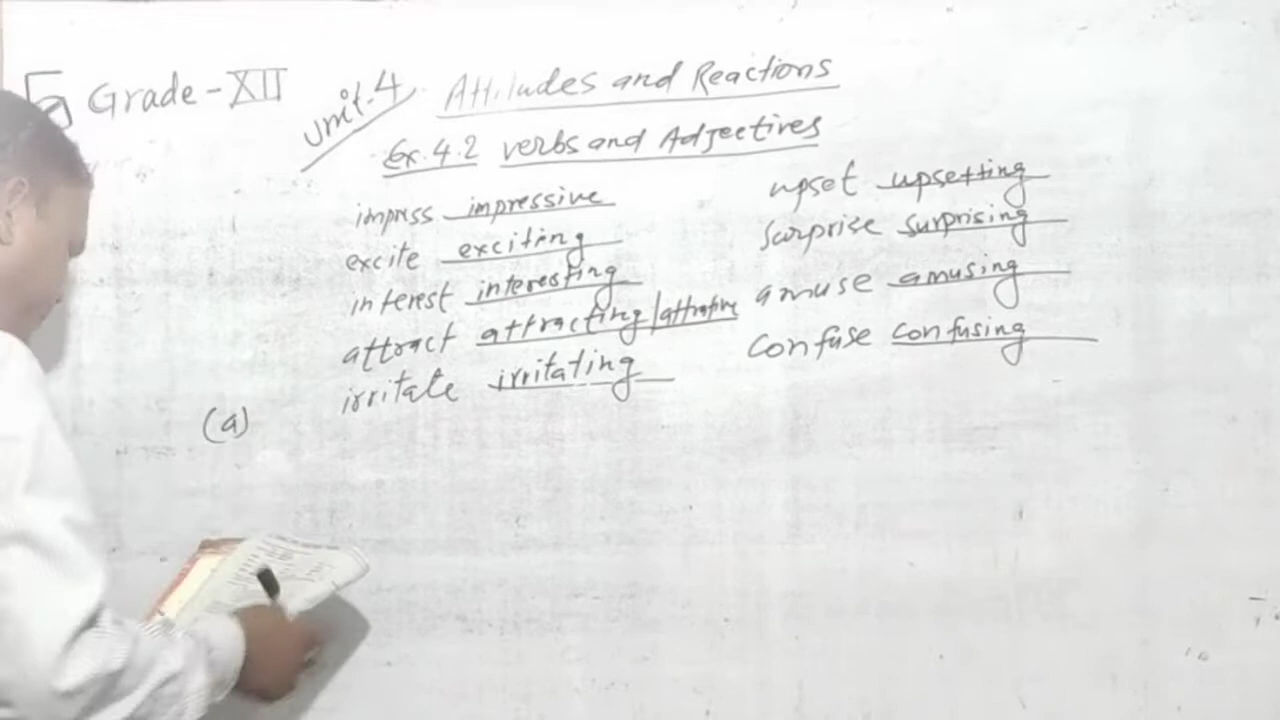 Grade-XII
Unit.4 Attitudes and Reactions
Ex.4.2 verbs and Adjectives
impress impressive
excite exciting
interest interesting
attract attracting/attrative
irritate irritating
upset upsetting
surprise surprising
amuse amusing
confuse confusing
(a)